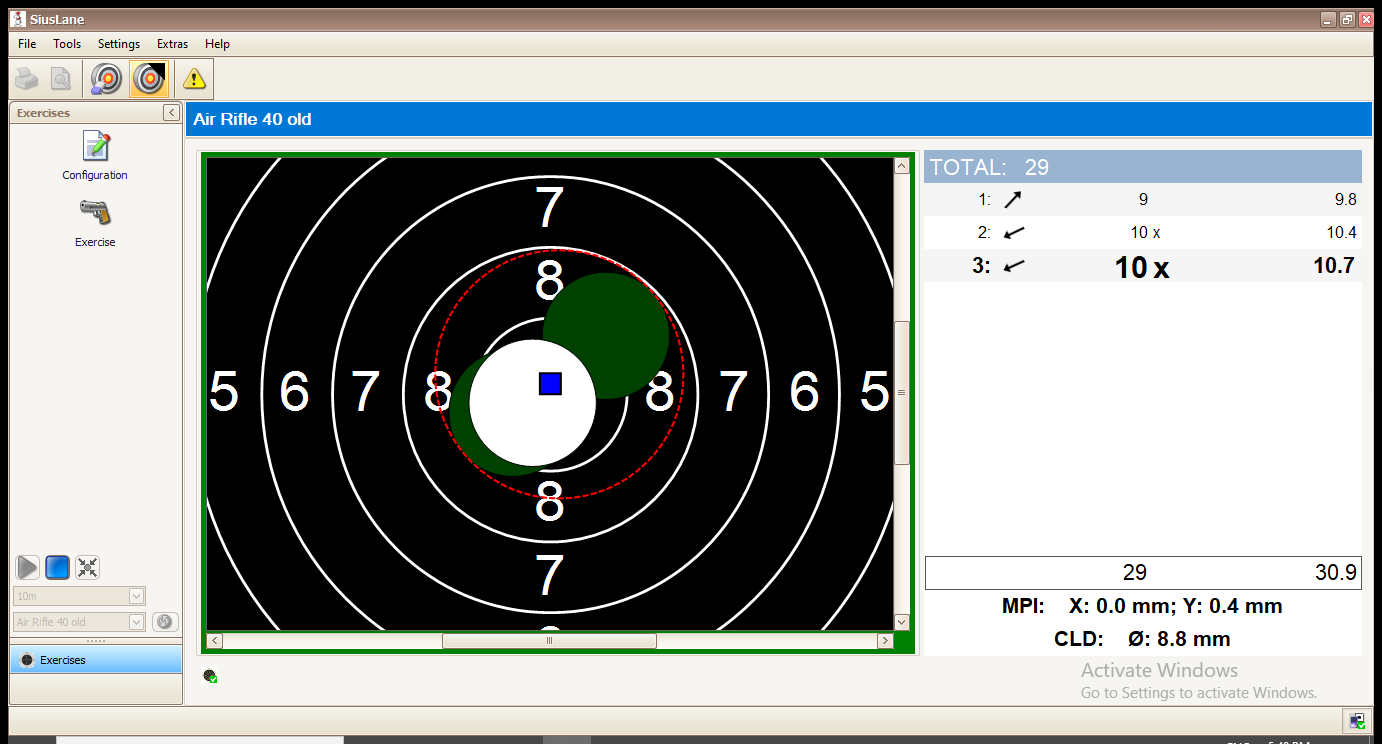 SiusLane
File Tools Settings Extras Help
Exercises
Configuration
Exercise
10m
Air Rifle 40 old
Exercises
Air Rifle 40 old
7
8
5 6 7 8 8 7 6 5
8
7
TOTAL: 29
1: 9 9.8
2: 10 x 10.4
3: 10 x 10.7
29 30.9
MPI: X: 0.0 mm; Y: 0.4 mm
CLD: Ø: 8.8 mm
Activate Windows
Go to Settings to activate Windows.